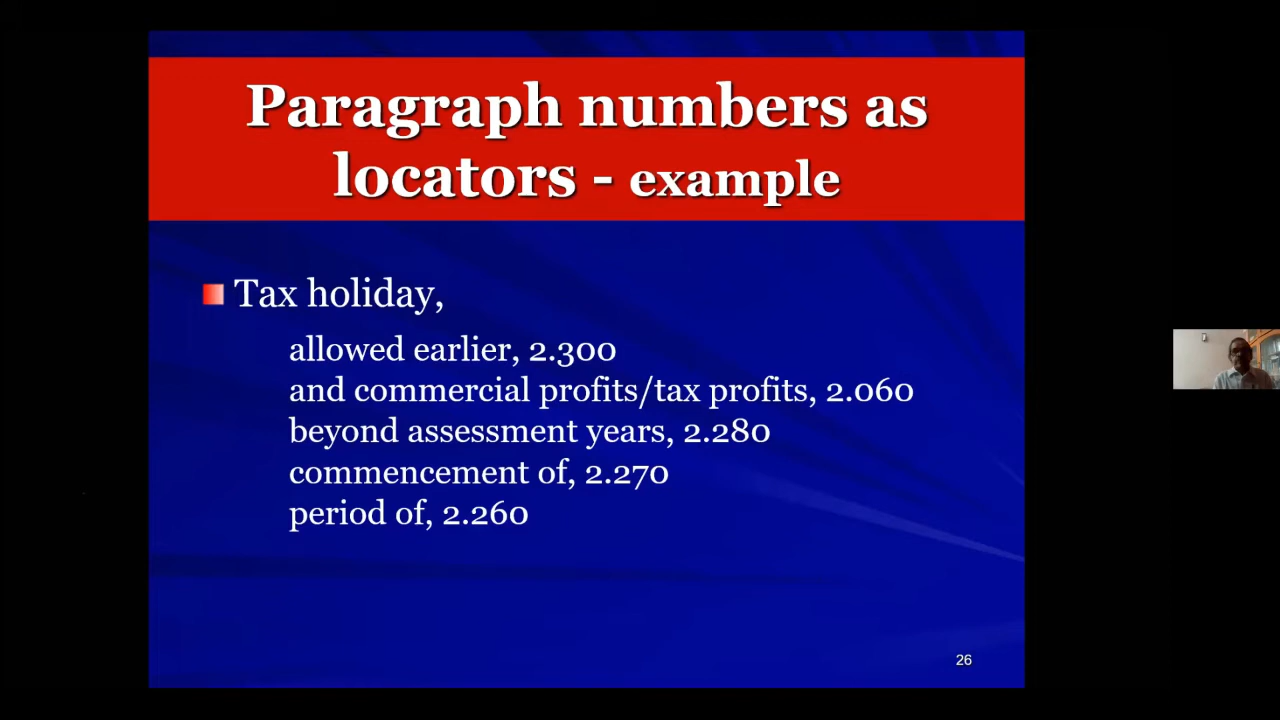 Paragraph numbers as
locators - example
Tax holiday,
allowed earlier, 2.300
and commercial profits/tax profits, 2.060
beyond assessment years, 2.280
commencement of, 2.270
period of, 2.260
26